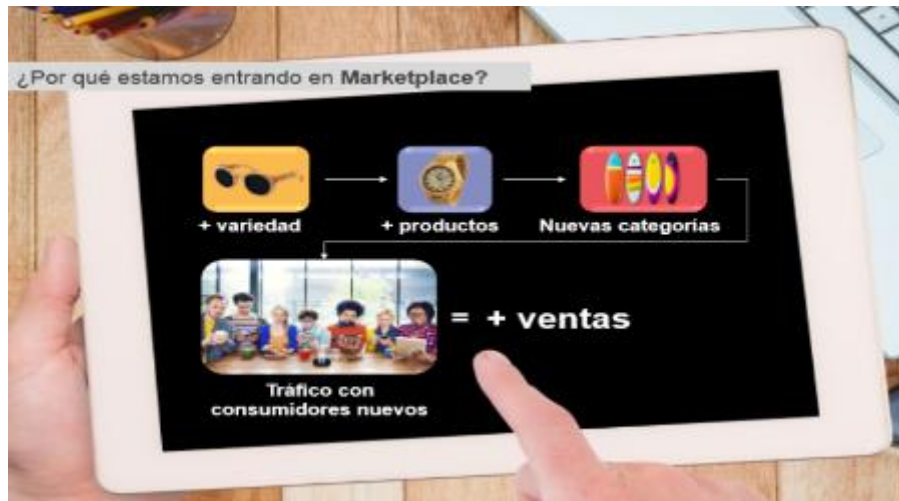 ¿Por qué estamos entrando en Marketplace?
+ variedad
+ productos
Nuevas categorías
= + ventas
Tráfico con
consumidores nuevos